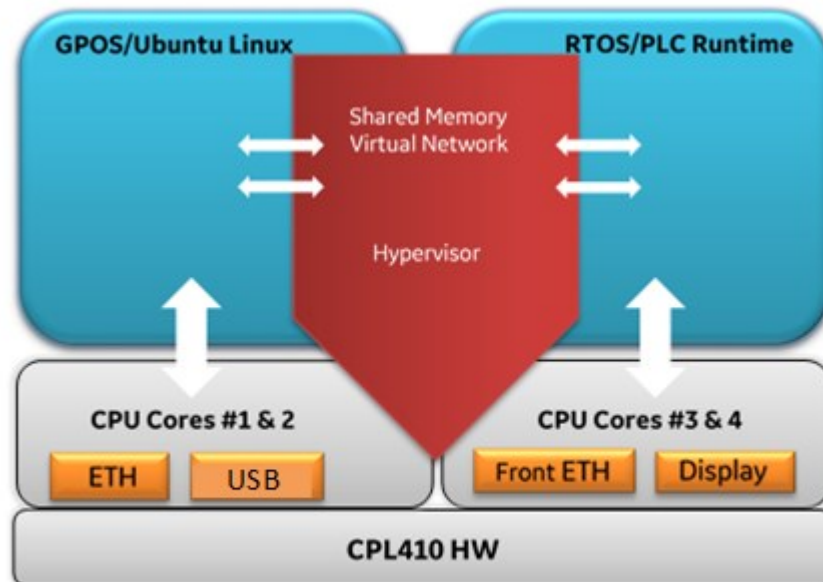 GPOS/Ubuntu Linux
RTOS/PLC Runtime
Shared Memory
Virtual Network
Hypervisor
CPU Cores #1 & 2
CPU Cores #3 & 4
ETH
USB
Front ETH
Display
CPL410 HW